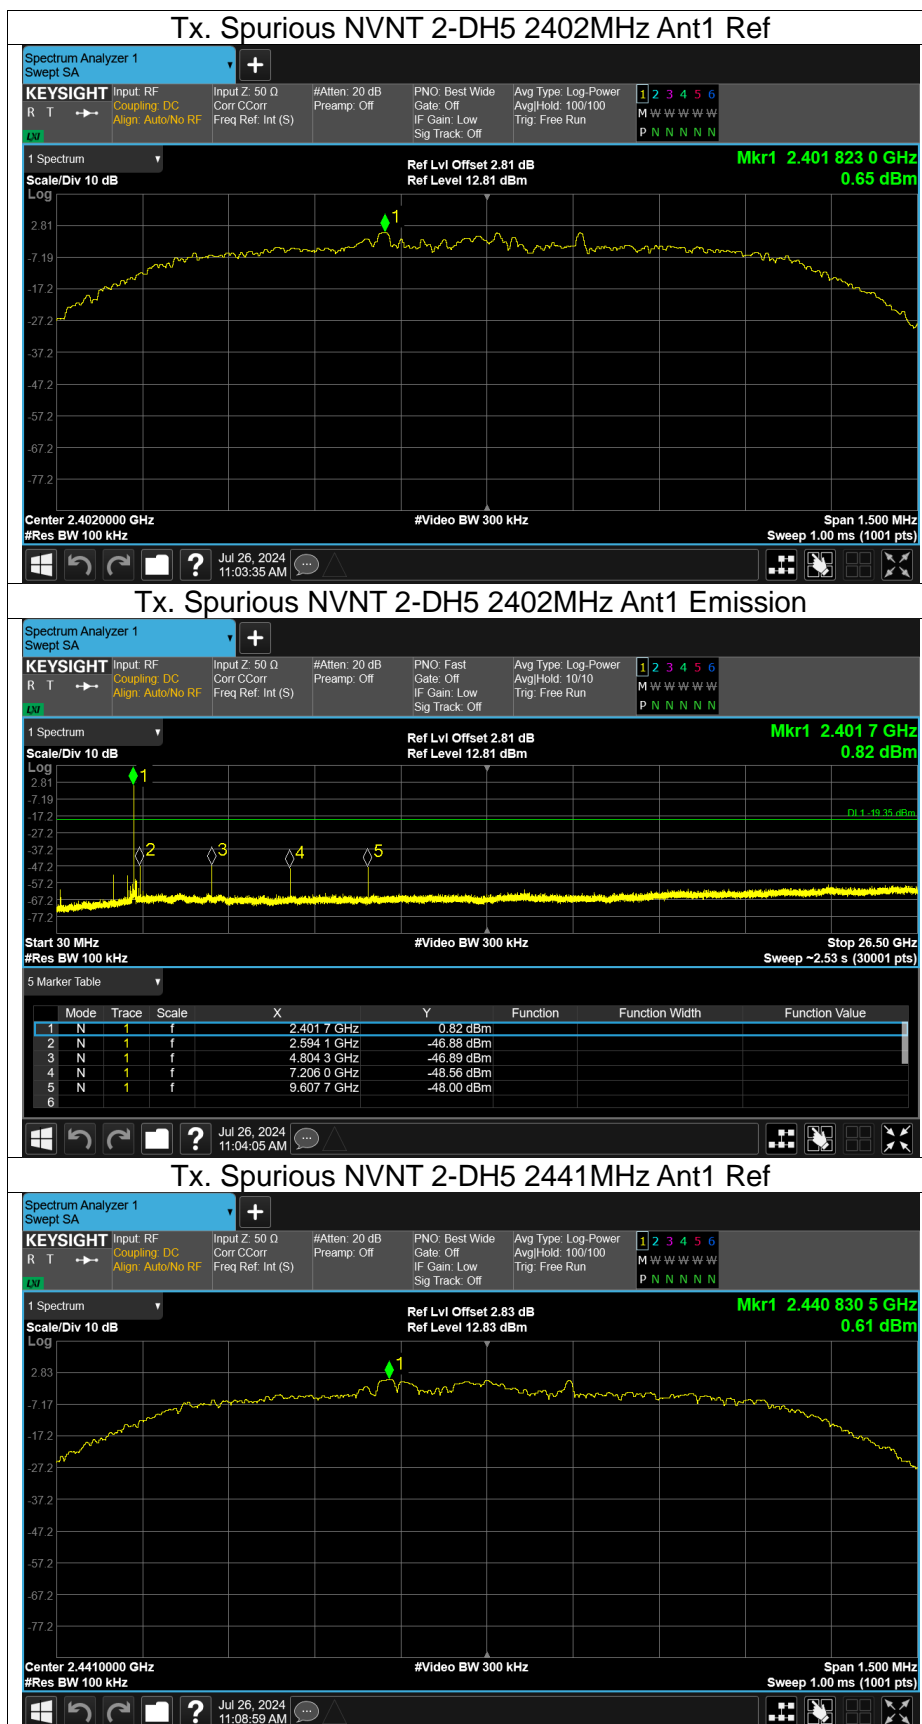 Tx. Spurious NVNT 2-DH5 2402MHz Ant1 Ref
Spectrum Analyzer 1
Swept SA
KEYSIGHT Input: RF Input Z: 50 Ω #Atten: 20 dB PNO: Best Wide Avg Type: Log-Power 1 2 3 4 5 6
R T Coupling: DC Corr CCorr Preamp: Off Gate: Off Avg|Hold: 100/100 M W W W W W
Align: Auto/No RF Freq Ref: Int (S) IF Gain: Low Trig: Free Run
LXI Sig Track: Off P N N N N N
1 Spectrum Ref Lvl Offset 2.81 dB Mkr1 2.401 823 0 GHz
Scale/Div 10 dB Ref Level 12.81 dBm 0.65 dBm
Log
1
2.81
-7.19
-17.2
-27.2
-37.2
-47.2
-57.2
-67.2
-77.2
Center 2.4020000 GHz #Video BW 300 kHz Span 1.500 MHz
#Res BW 100 kHz Sweep 1.00 ms (1001 pts)
? Jul 26, 2024
11:03:35 AM
Tx. Spurious NVNT 2-DH5 2402MHz Ant1 Emission
Spectrum Analyzer 1
Swept SA
KEYSIGHT Input: RF Input Z: 50 Ω #Atten: 20 dB PNO: Fast Avg Type: Log-Power 1 2 3 4 5 6
R T Coupling: DC Corr CCorr Preamp: Off Gate: Off Avg|Hold: 10/10 M W W W W W
Align: Auto/No RF Freq Ref: Int (S) IF Gain: Low Trig: Free Run
LXI Sig Track: Off P N N N N N
1 Spectrum Ref Lvl Offset 2.81 dB Mkr1 2.401 7 GHz
Scale/Div 10 dB Ref Level 12.81 dBm 0.82 dBm
Log
1
2.81
-7.19
DL1 -19.35 dBm
-17.2
-27.2
-37.2
2 3 4 5
-47.2
-57.2
-67.2
-77.2
Start 30 MHz #Video BW 300 kHz Stop 26.50 GHz
#Res BW 100 kHz Sweep ~2.53 s (30001 pts)
5 Marker Table
Mode Trace Scale X Y Function Function Width Function Value
1 N 1 f 2.401 7 GHz 0.82 dBm
2 N 1 f 2.594 1 GHz -46.88 dBm
3 N 1 f 4.804 3 GHz -46.89 dBm
4 N 1 f 7.206 0 GHz -48.56 dBm
5 N 1 f 9.607 7 GHz -48.00 dBm
6
? Jul 26, 2024
11:04:05 AM
Tx. Spurious NVNT 2-DH5 2441MHz Ant1 Ref
Spectrum Analyzer 1
Swept SA
KEYSIGHT Input: RF Input Z: 50 Ω #Atten: 20 dB PNO: Best Wide Avg Type: Log-Power 1 2 3 4 5 6
R T Coupling: DC Corr CCorr Preamp: Off Gate: Off Avg|Hold: 100/100 M W W W W W
Align: Auto/No RF Freq Ref: Int (S) IF Gain: Low Trig: Free Run
LXI Sig Track: Off P N N N N N
1 Spectrum Ref Lvl Offset 2.83 dB Mkr1 2.440 830 5 GHz
Scale/Div 10 dB Ref Level 12.83 dBm 0.61 dBm
Log
1
2.83
-7.17
-17.2
-27.2
-37.2
-47.2
-57.2
-67.2
-77.2
Center 2.4410000 GHz #Video BW 300 kHz Span 1.500 MHz
#Res BW 100 kHz Sweep 1.00 ms (1001 pts)
? Jul 26, 2024
11:08:59 AM